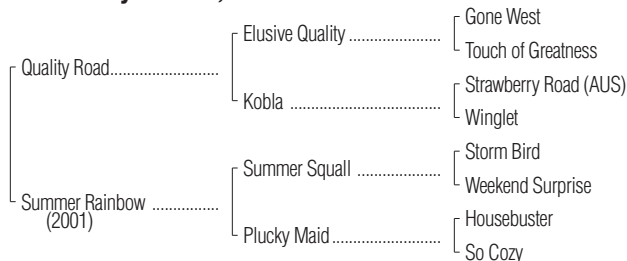 Gone West
Elusive Quality ....................
Touch of Greatness
Quality Road.......................
Strawberry Road (AUS)
Kobla .................................
Winglet
Storm Bird
Summer Squall ..................
Weekend Surprise
Summer Rainbow ..............
(2001)
Housebuster
Plucky Maid........................
So Cozy